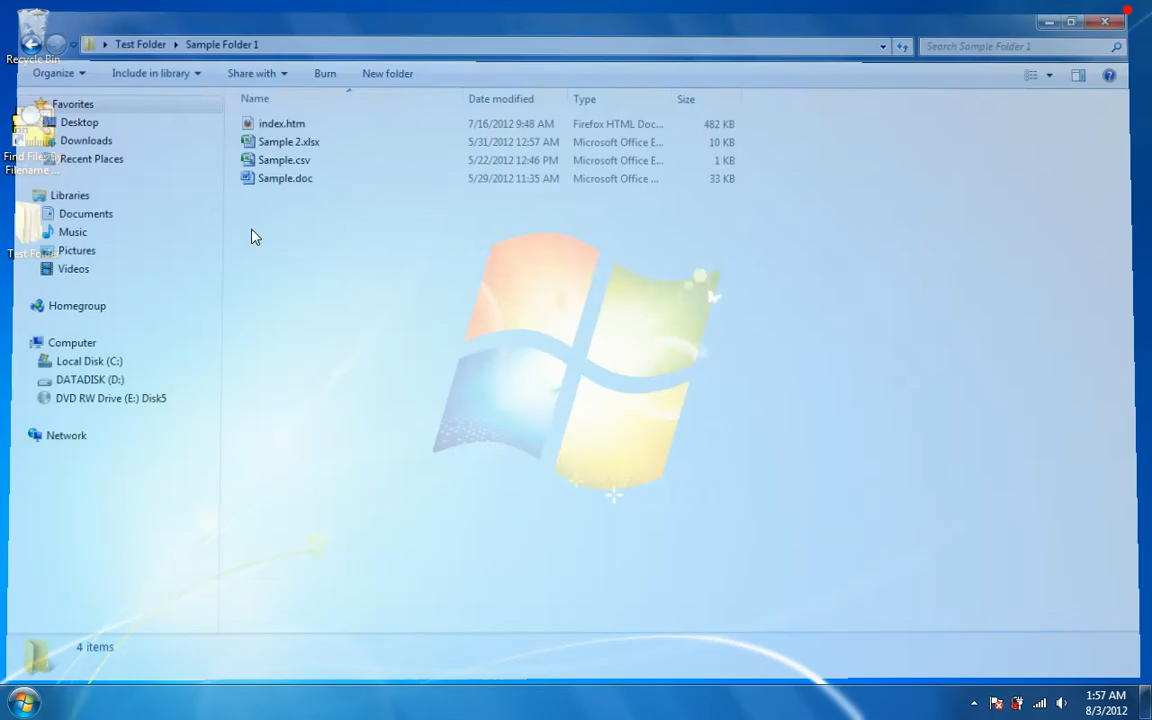 Recycle Bin
Test Folder Sample Folder 1
Search Sample Folder 1
Organize Include in library Share with Burn New folder
Name Date modified Type Size
index.htm 7/16/2012 9:48 AM Firefox HTML Doc... 482 KB
Sample 2.xlsx 5/31/2012 12:57 AM Microsoft Office E... 10 KB
Sample.csv 5/22/2012 12:46 PM Microsoft Office E... 1 KB
Sample.doc 5/29/2012 11:35 AM Microsoft Office ... 33 KB
Favorites
Desktop
Downloads
Recent Places
Find Files
Filename ...
Test
Libraries
Documents
Music
Pictures
Videos
Homegroup
Computer
Local Disk (C:)
DATADISK (D:)
DVD RW Drive (E:) Disk5
Network
4 items
1:57 AM
8/3/2012